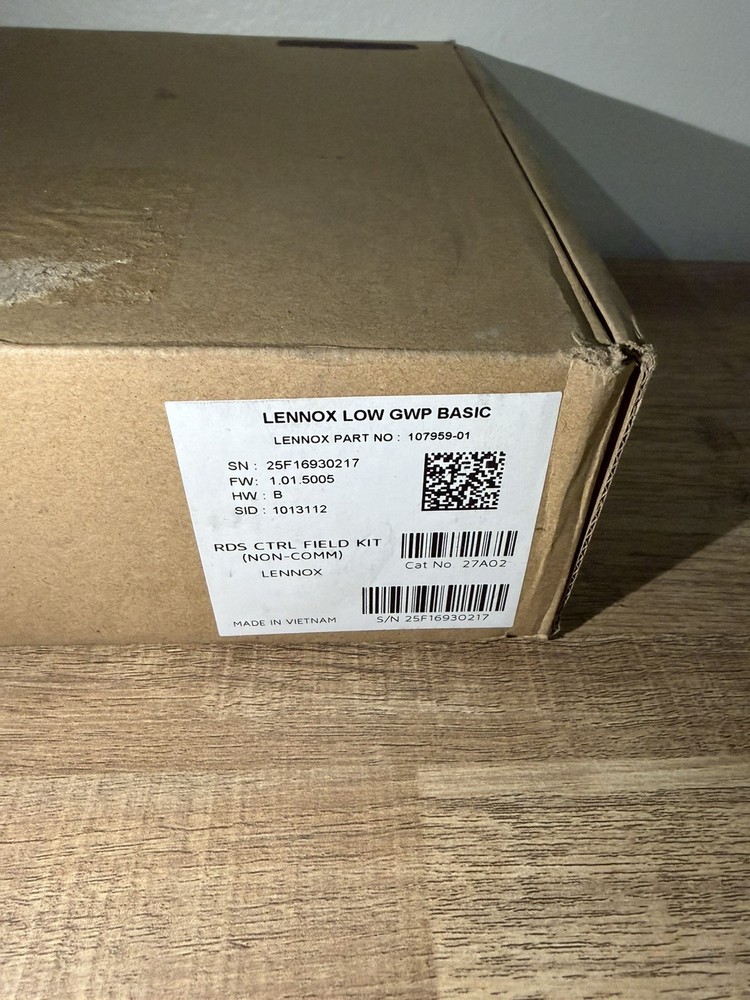 LENNOX LOW GWP BASIC
LENNOX PART NO : 107959-01
SN : 25F16930217
FW: 1.01.5005
HW : B
SID : 1013112
RDS CTRL FIELD KIT
(NON-COMM)
LENNOX
Cat No 27A02
MADE IN VIETNAM
S/N 25F16930217